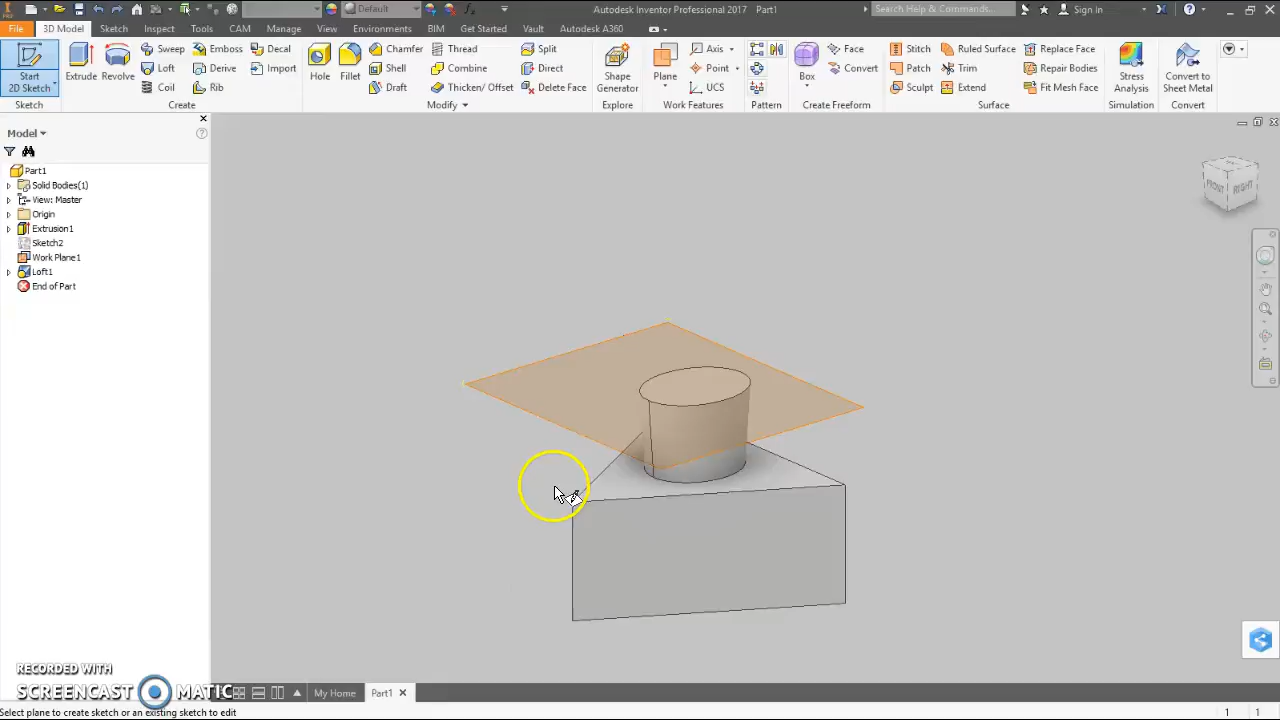 Default
Autodesk Inventor Professional 2017 Part1
Search Help & Commands...
Sign In
File 3D Model Sketch Inspect Tools Manage View Environments BIM Get Started Vault Autodesk A360
Start
2D Sketch
Sketch
Extrude Revolve
Sweep Emboss Decal
Loft Derive Import
Coil Rib
Create
Hole Fillet
Chamfer Thread Split
Shell Combine Direct
Draft Thicken/ Offset Delete Face
Modify
Shape
Generator
Explore
Plane
Axis
Point
UCS
Work Features
Pattern
Box
Face
Convert
Create Freeform
Stitch Ruled Surface Replace Face
Patch Trim Repair Bodies
Sculpt Extend Fit Mesh Face
Surface
Stress
Analysis
Simulation
Convert to
Sheet Metal
Convert
Model
Part1
Solid Bodies(1)
View: Master
Origin
Extrusion1
Sketch2
Work Plane1
Loft1
End of Part
FRONT RIGHT
RECORDED WITH
SCREENCAST MATIC
My Home Part1
Select plane to create sketch or an existing sketch to edit
1 1